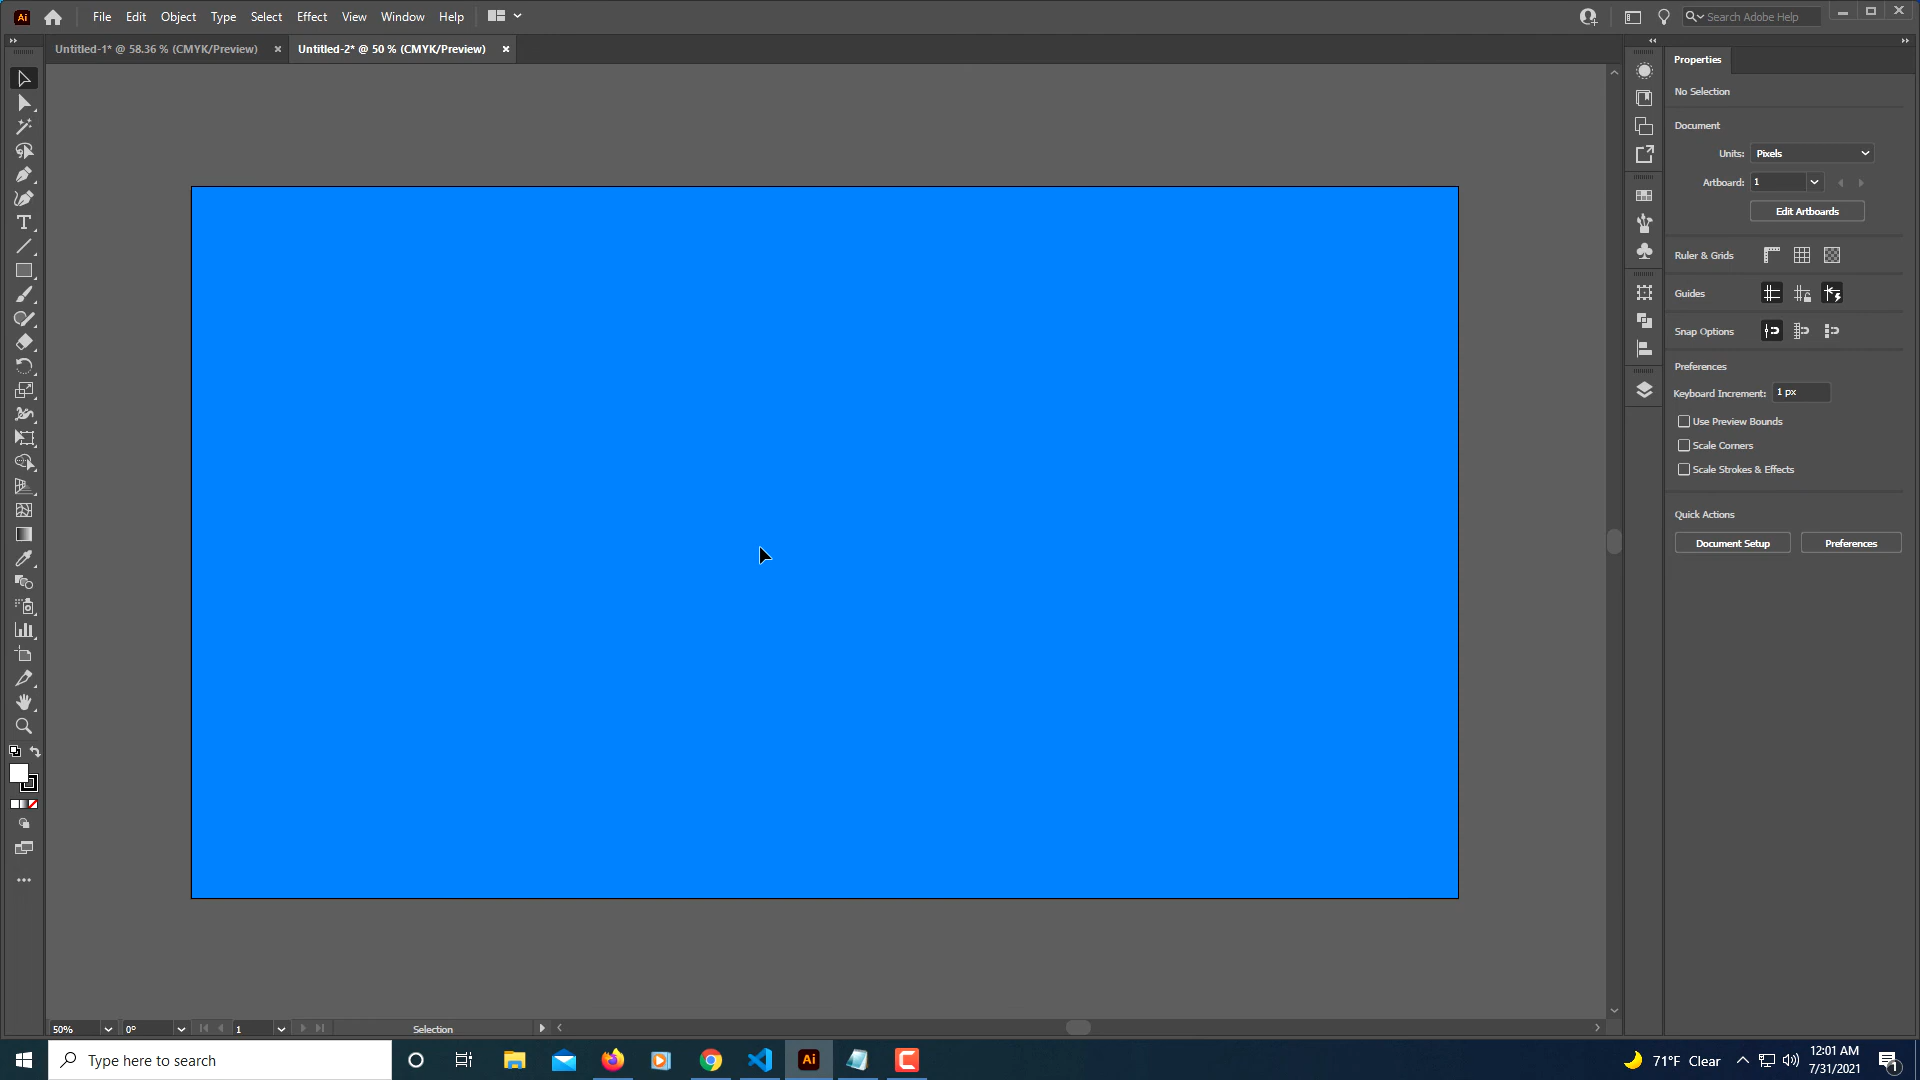 Ai File Edit Object Type Select Effect View Window Help Search Adobe Help
Untitled-1* @ 58.36 % (CMYK/Preview) Untitled-2* @ 50 % (CMYK/Preview)
Properties
No Selection
Document
Units: Pixels
Artboard: 1
Edit Artboards
Ruler & Grids
Guides
Snap Options
Preferences
Keyboard Increment: 1 px
Use Preview Bounds
Scale Corners
Scale Strokes & Effects
Quick Actions
Document Setup Preferences
50% 0° 1 Selection
Type here to search Ai 71°F Clear 12:01 AM
7/31/2021 1